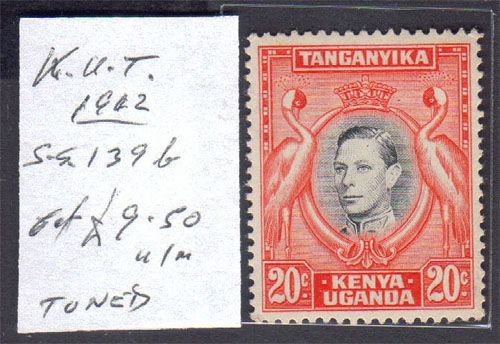 K.U.T.
1942
S.G. 139b
Cat £9.50
u/m
TONED
TANGANYIKA
20C
KENYA
UGANDA
20C